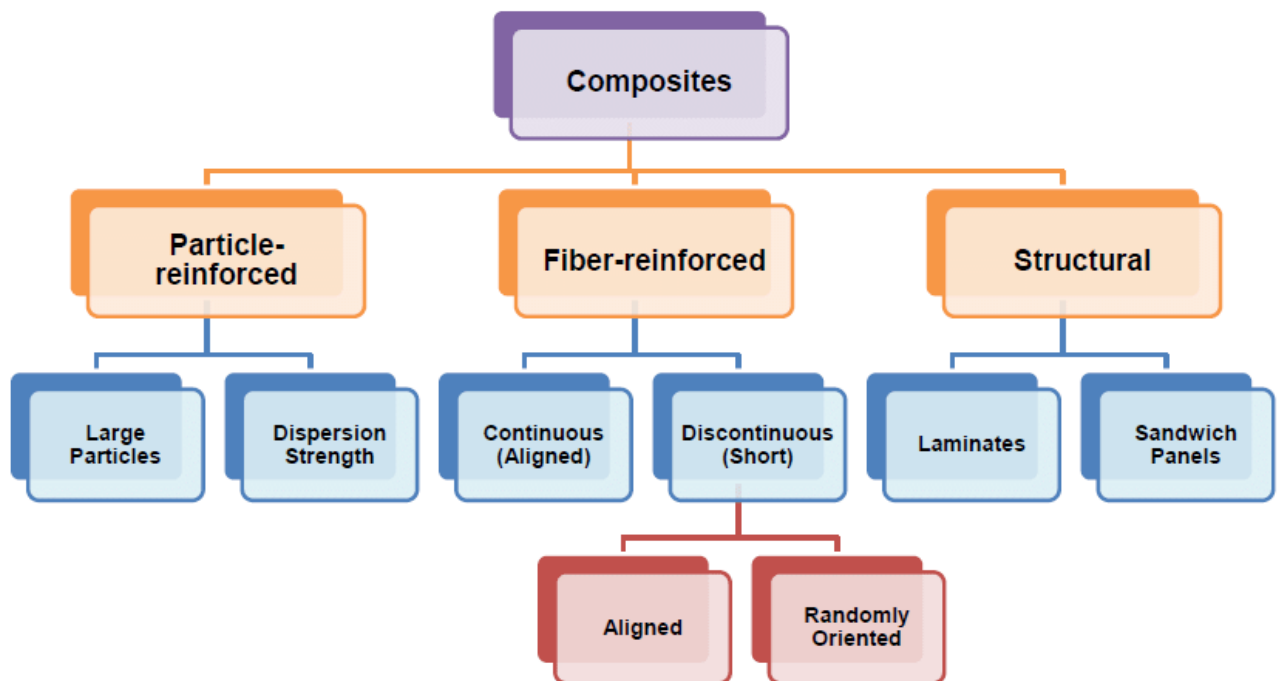 Composites
Particle-
reinforced
Fiber-reinforced
Structural
Large
Particles
Dispersion
Strength
Continuous
(Aligned)
Discontinuous
(Short)
Laminates
Sandwich
Panels
Aligned
Randomly
Oriented